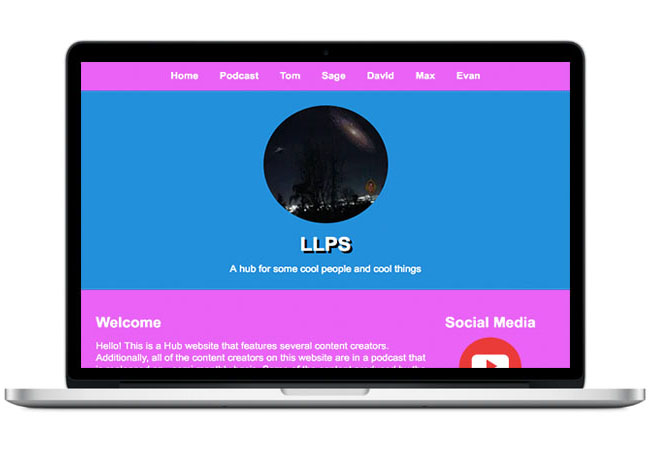 Home Podcast Tom Sage David Max Evan
LLPS
A hub for some cool people and cool things
Welcome
Social Media
Hello! This is a Hub website that features several content creators.
Additionally, all of the content creators on this website are in a podcast that